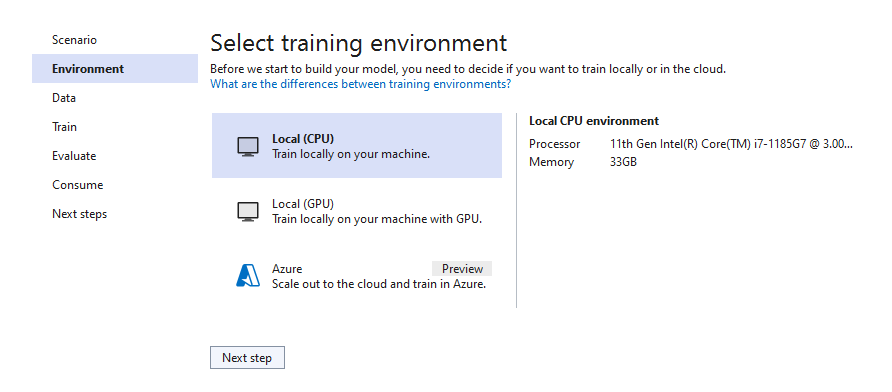 Scenario
Environment
Data
Train
Evaluate
Consume
Next steps
Select training environment
Before we start to build your model, you need to decide if you want to train locally or in the cloud.
What are the differences between training environments?
Local (CPU)
Train locally on your machine.
Local (GPU)
Train locally on your machine with GPU.
Azure Preview
Scale out to the cloud and train in Azure.
Local CPU environment
Processor 11th Gen Intel(R) Core(TM) i7-1185G7 @ 3.00...
Memory 33GB
Next step